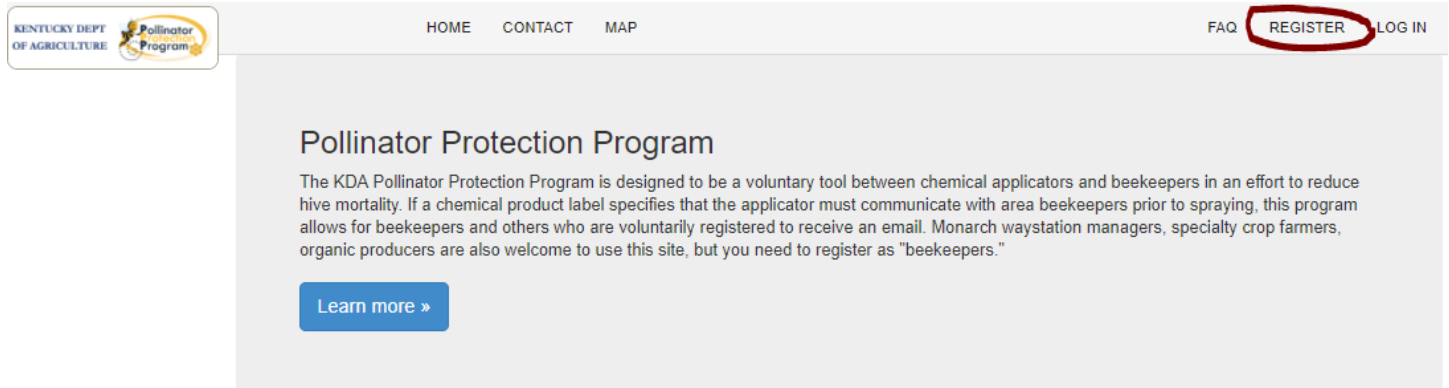 KENTUCKY DEPT
OF AGRICULTURE
Pollinator
Protection
Program
HOME CONTACT MAP FAQ REGISTER LOG IN
Pollinator Protection Program
The KDA Pollinator Protection Program is designed to be a voluntary tool between chemical applicators and beekeepers in an effort to reduce
hive mortality. If a chemical product label specifies that the applicator must communicate with area beekeepers prior to spraying, this program
allows for beekeepers and others who are voluntarily registered to receive an email. Monarch waystation managers, specialty crop farmers,
organic producers are also welcome to use this site, but you need to register as "beekeepers."
Learn more »